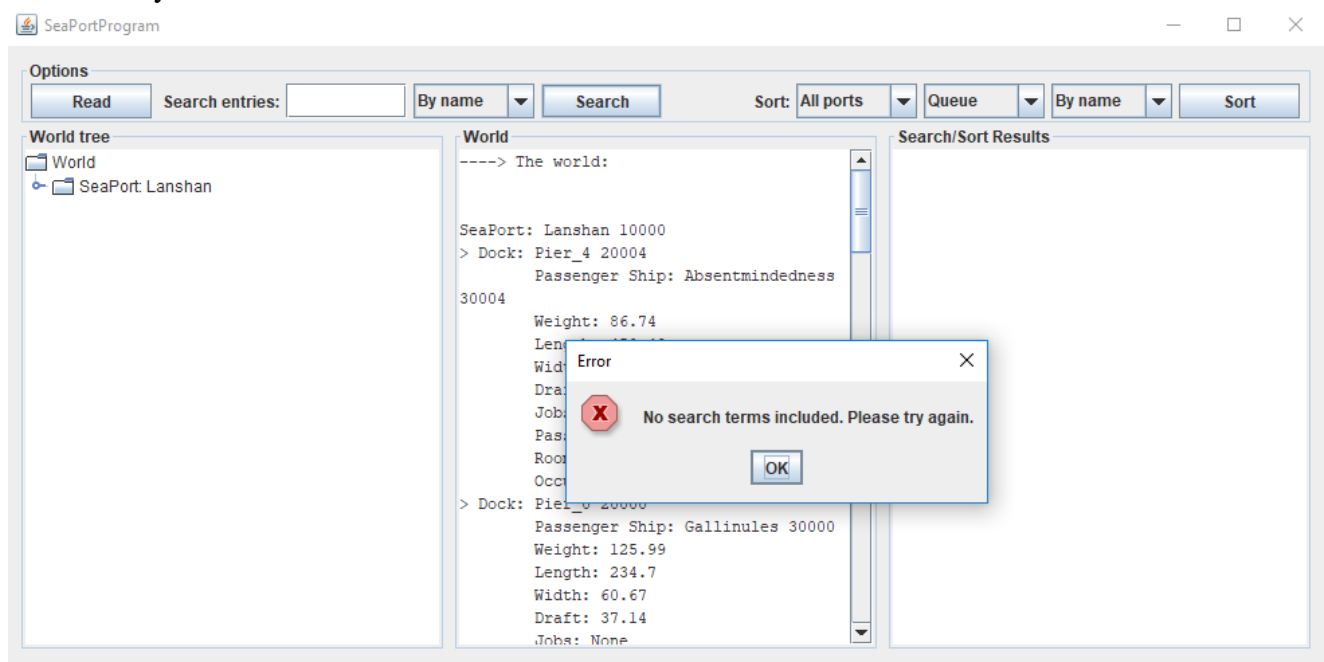 SeaPortProgram
Options
Read Search entries: By name Search Sort: All ports Queue By name Sort
World tree
World
SeaPort: Lanshan
World
----> The world:
SeaPort: Lanshan 10000
> Dock: Pier_4 20004
Passenger Ship: Absentmindedness
30004
Weight: 86.74
> Dock:
Passenger Ship: Gallinules 30000
Weight: 125.99
Length: 234.7
Width: 60.67
Draft: 37.14
Jobs: None
Search/Sort Results
Error
No search terms included. Please try again.
OK